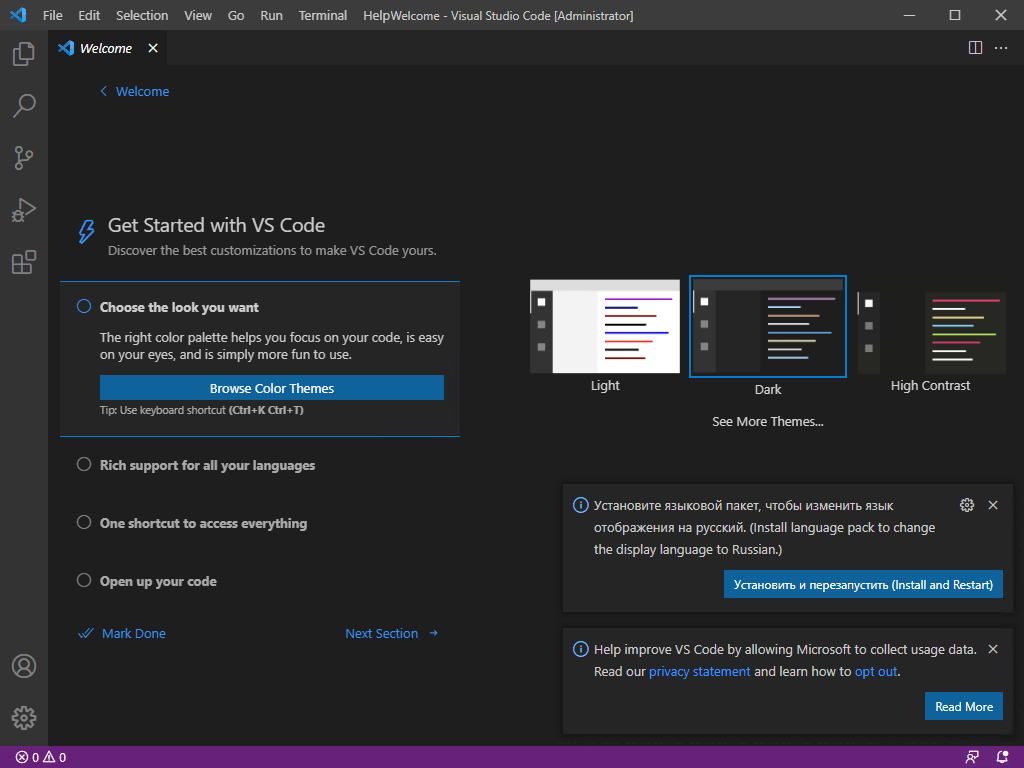 File Edit Selection View Go Run Terminal HelpWelcome - Visual Studio Code [Administrator]
Welcome
Welcome
Get Started with VS Code
Discover the best customizations to make VS Code yours.
Choose the look you want
The right color palette helps you focus on your code, is easy
on your eyes, and is simply more fun to use.
Browse Color Themes
Tip: Use keyboard shortcut (Ctrl+K Ctrl+T)
Light
Dark
High Contrast
See More Themes...
Rich support for all your languages
One shortcut to access everything
Open up your code
Mark Done
Next Section
Установите языковой пакет, чтобы изменить язык
отображения на русский. (Install language pack to change
the display language to Russian.)
Установить и перезапустить (Install and Restart)
Help improve VS Code by allowing Microsoft to collect usage data.
Read our privacy statement and learn how to opt out.
Read More
0 0